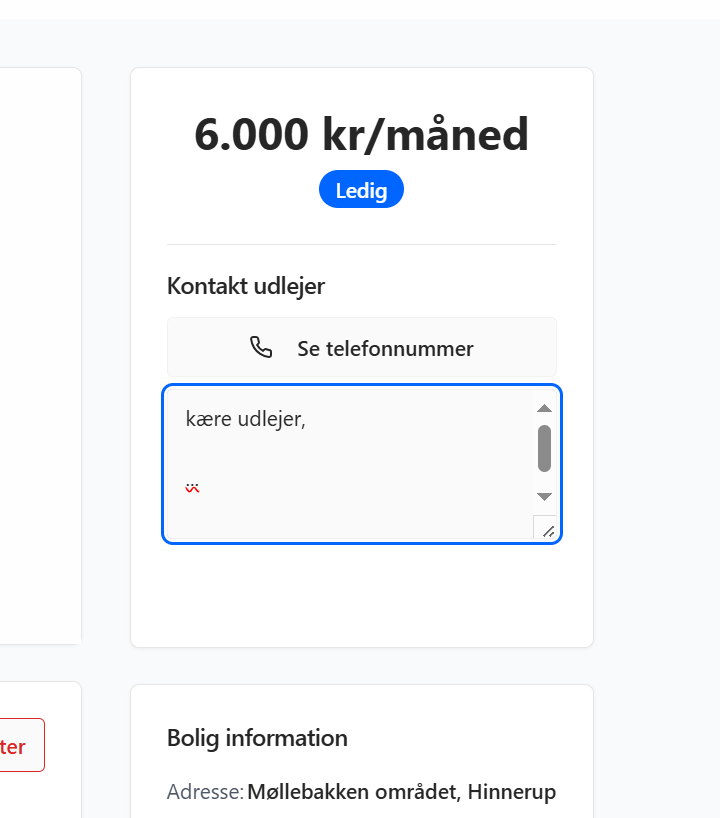 6.000 kr/måned
Ledig
Kontakt udlejer
Se telefonnummer
kære udlejer,
...
ter
Bolig information
Adresse: Møllebakken området, Hinnerup